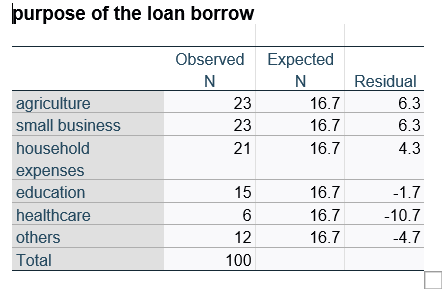 purpose of the loan borrow
Observed N Expected N Residual
agriculture 23 16.7 6.3
small business 23 16.7 6.3
household expenses 21 16.7 4.3
education 15 16.7 -1.7
healthcare 6 16.7 -10.7
others 12 16.7 -4.7
Total 100